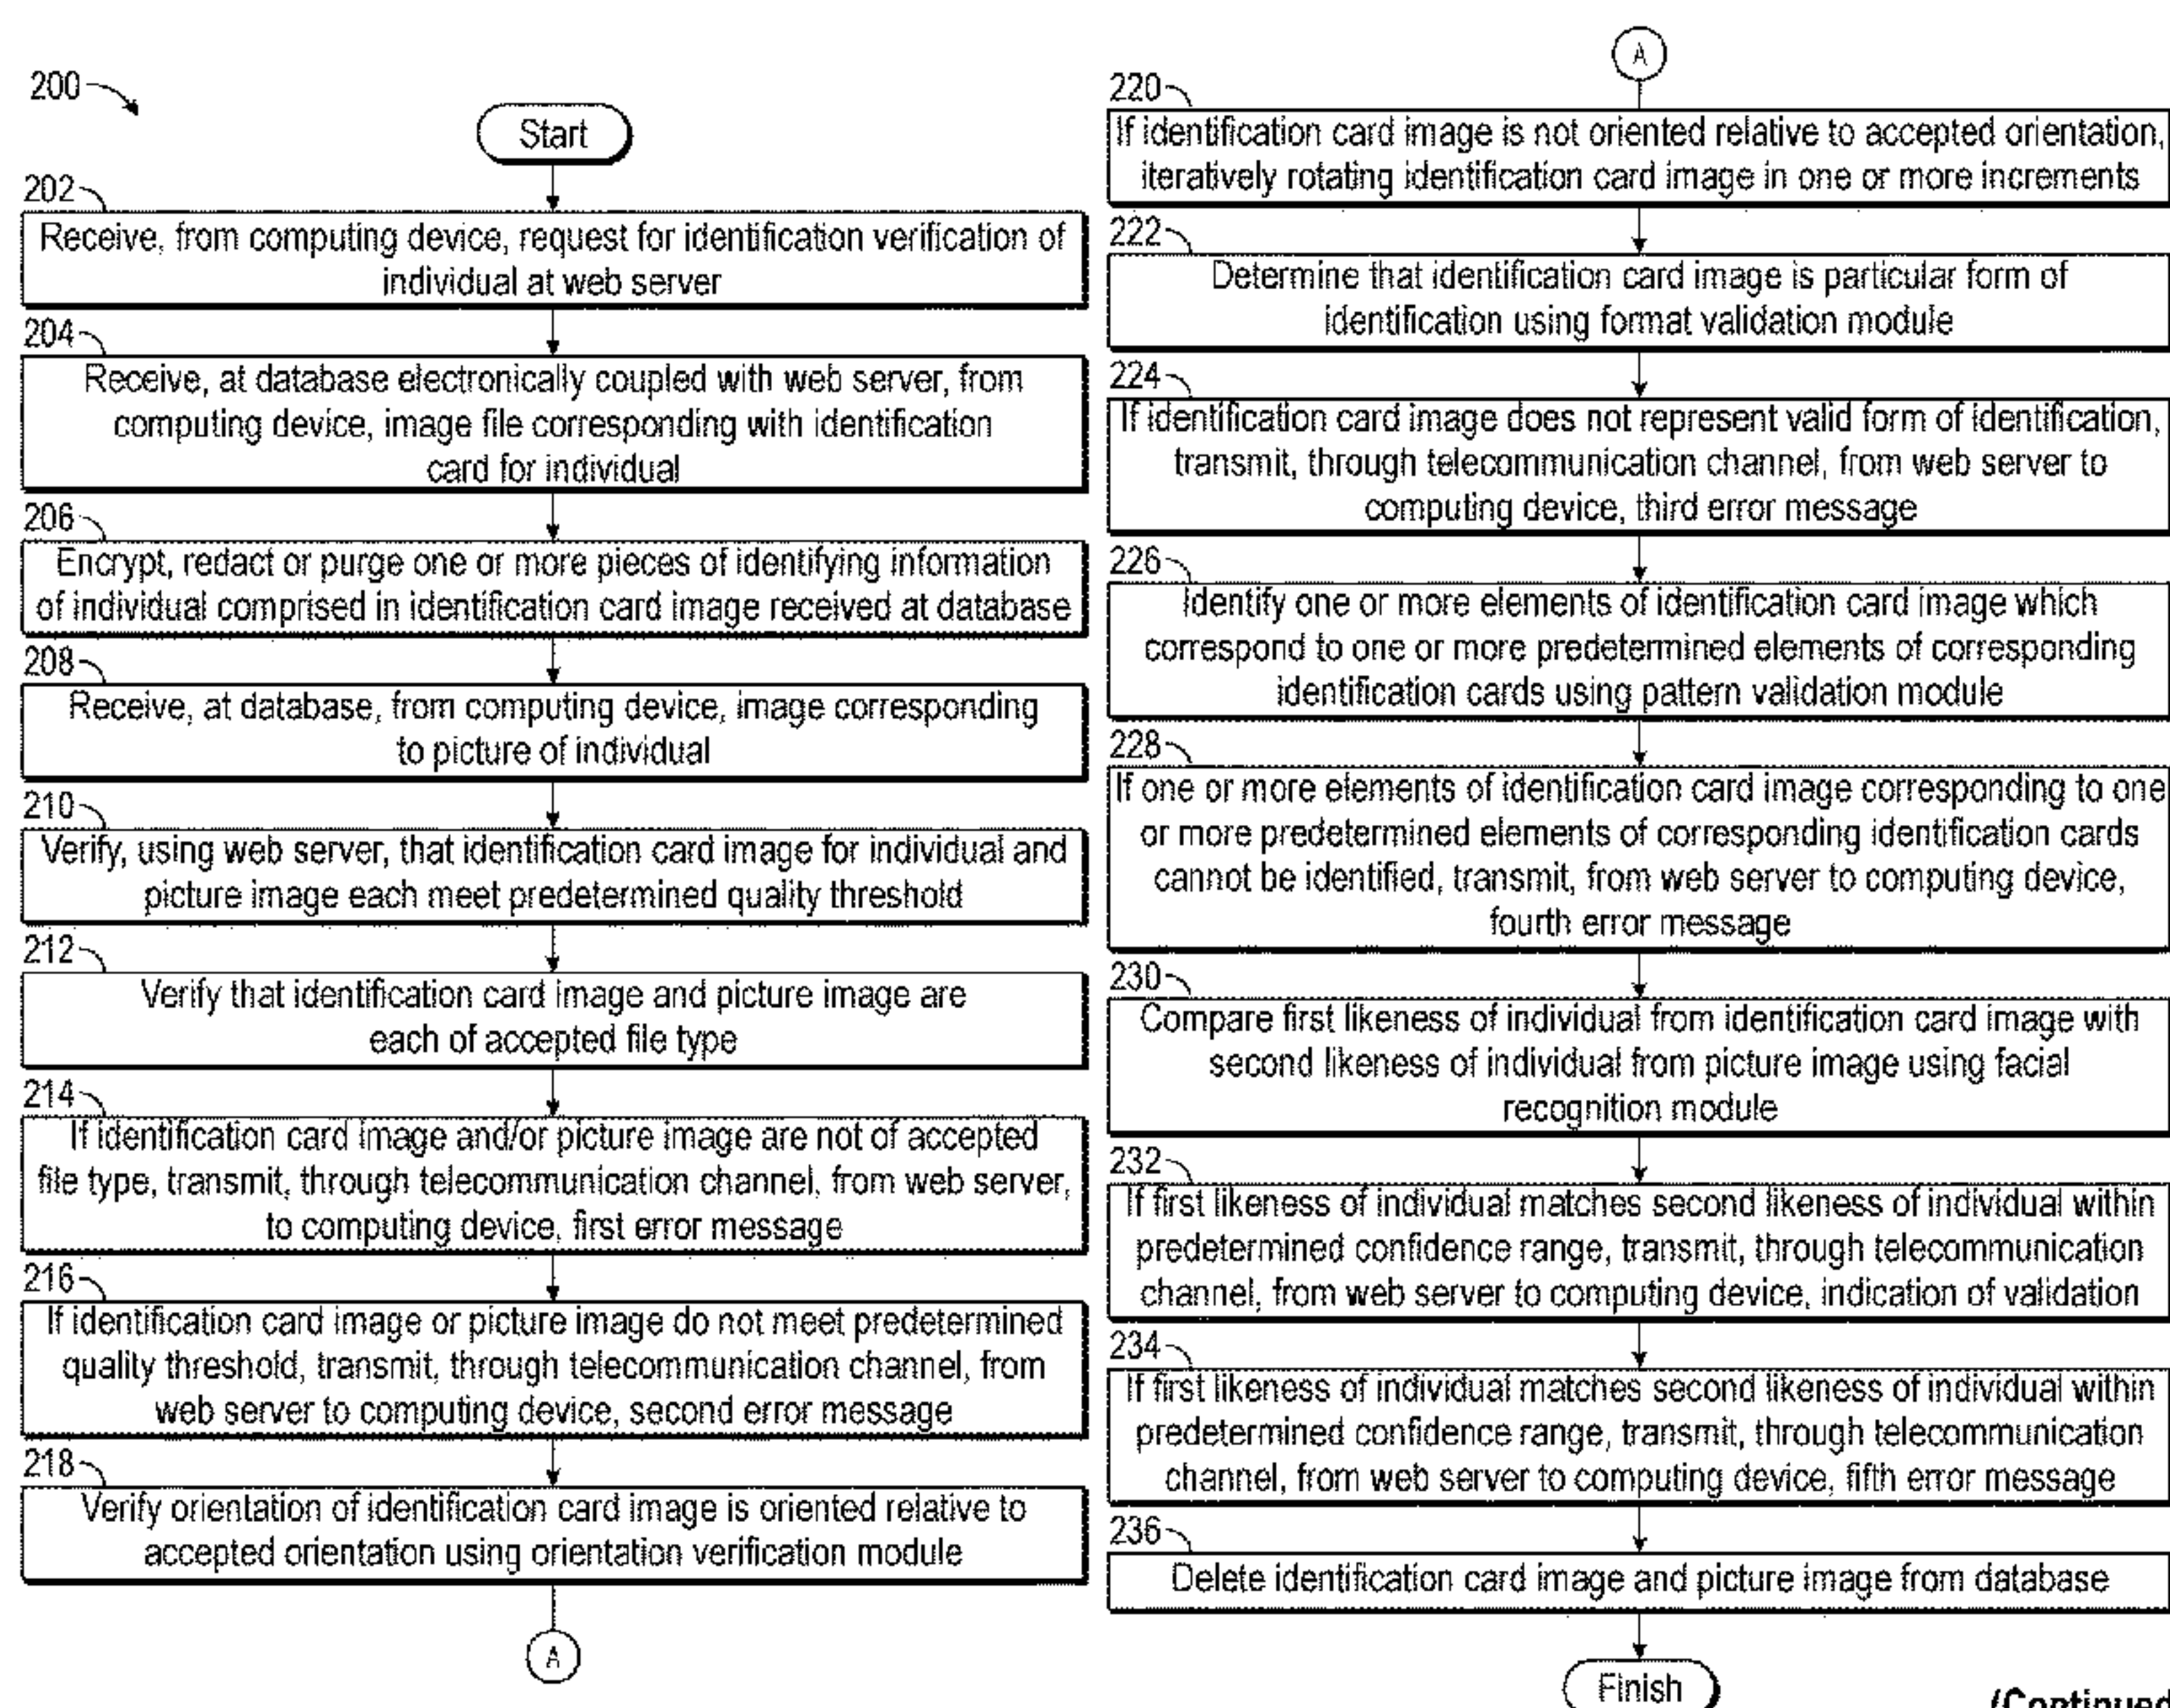 200
Start
202
Receive, from computing device, request for identification verification of
individual at web server
204
Receive, at database electronically coupled with web server, from
computing device, image file corresponding with identification
card for individual
206
Encrypt, redact or purge one or more pieces of identifying information
of individual comprised in identification card image received at database
208
Receive, at database, from computing device, image corresponding
to picture of individual
210
Verify, using web server, that identification card image for individual and
picture image each meet predetermined quality threshold
212
Verify that identification card image and picture image are
each of accepted file type
214
If identification card image and/or picture image are not of accepted
file type, transmit, through telecommunication channel, from web server,
to computing device, first error message
216
If identification card image or picture image do not meet predetermined
quality threshold, transmit, through telecommunication channel, from
web server to computing device, second error message
218
Verify orientation of identification card image is oriented relative to
accepted orientation using orientation verification module
A
A
220
If identification card image is not oriented relative to accepted orientation,
iteratively rotating identification card image in one or more increments
222
Determine that identification card image is particular form of
identification using format validation module
224
If identification card image does not represent valid form of identification,
transmit, through telecommunication channel, from web server to
computing device, third error message
226
Identify one or more elements of identification card image which
correspond to one or more predetermined elements of corresponding
identification cards using pattern validation module
228
If one or more elements of identification card image corresponding to one
or more predetermined elements of corresponding identification cards
cannot be identified, transmit, from web server to computing device,
fourth error message
230
Compare first likeness of individual from identification card image with
second likeness of individual from picture image using facial
recognition module
232
If first likeness of individual matches second likeness of individual within
predetermined confidence range, transmit, through telecommunication
channel, from web server to computing device, indication of validation
234
If first likeness of individual matches second likeness of individual within
predetermined confidence range, transmit, through telecommunication
channel, from web server to computing device, fifth error message
236
Delete identification card image and picture image from database
Finish
(Continued